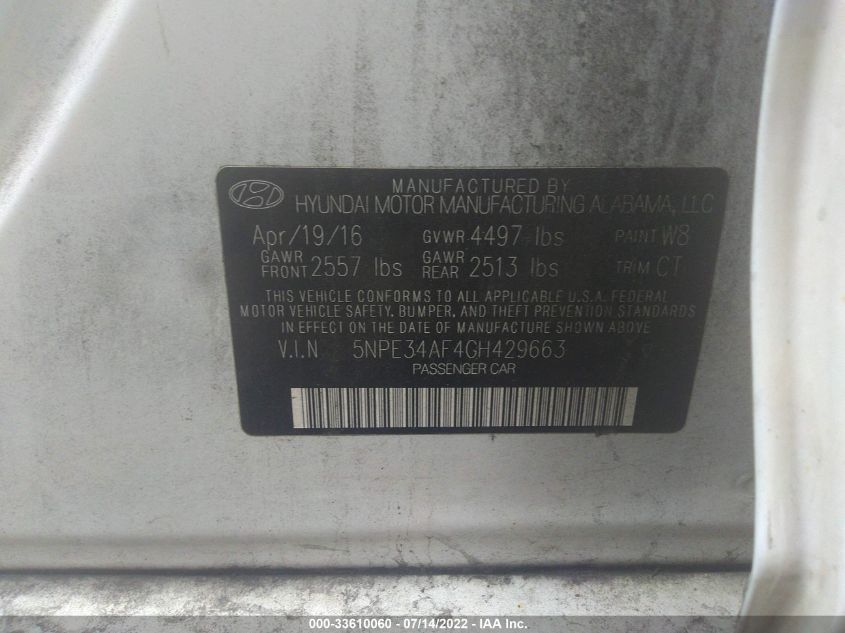 MANUFACTURED BY
HYUNDAI MOTOR MANUFACTURING ALABAMA, LLC
Apr/19/16 GVWR 4497 lbs PAINT W8
GAWR FRONT 2557 lbs GAWR REAR 2513 lbs TRIM CT
THIS VEHICLE CONFORMS TO ALL APPLICABLE U.S.A. FEDERAL
MOTOR VEHICLE SAFETY, BUMPER, AND THEFT PREVENTION STANDARDS
IN EFFECT ON THE DATE OF MANUFACTURE SHOWN ABOVE.
V.I.N 5NPE34AF4GH429663
PASSENGER CAR
000-33610060 - 07/14/2022 - IAA Inc.